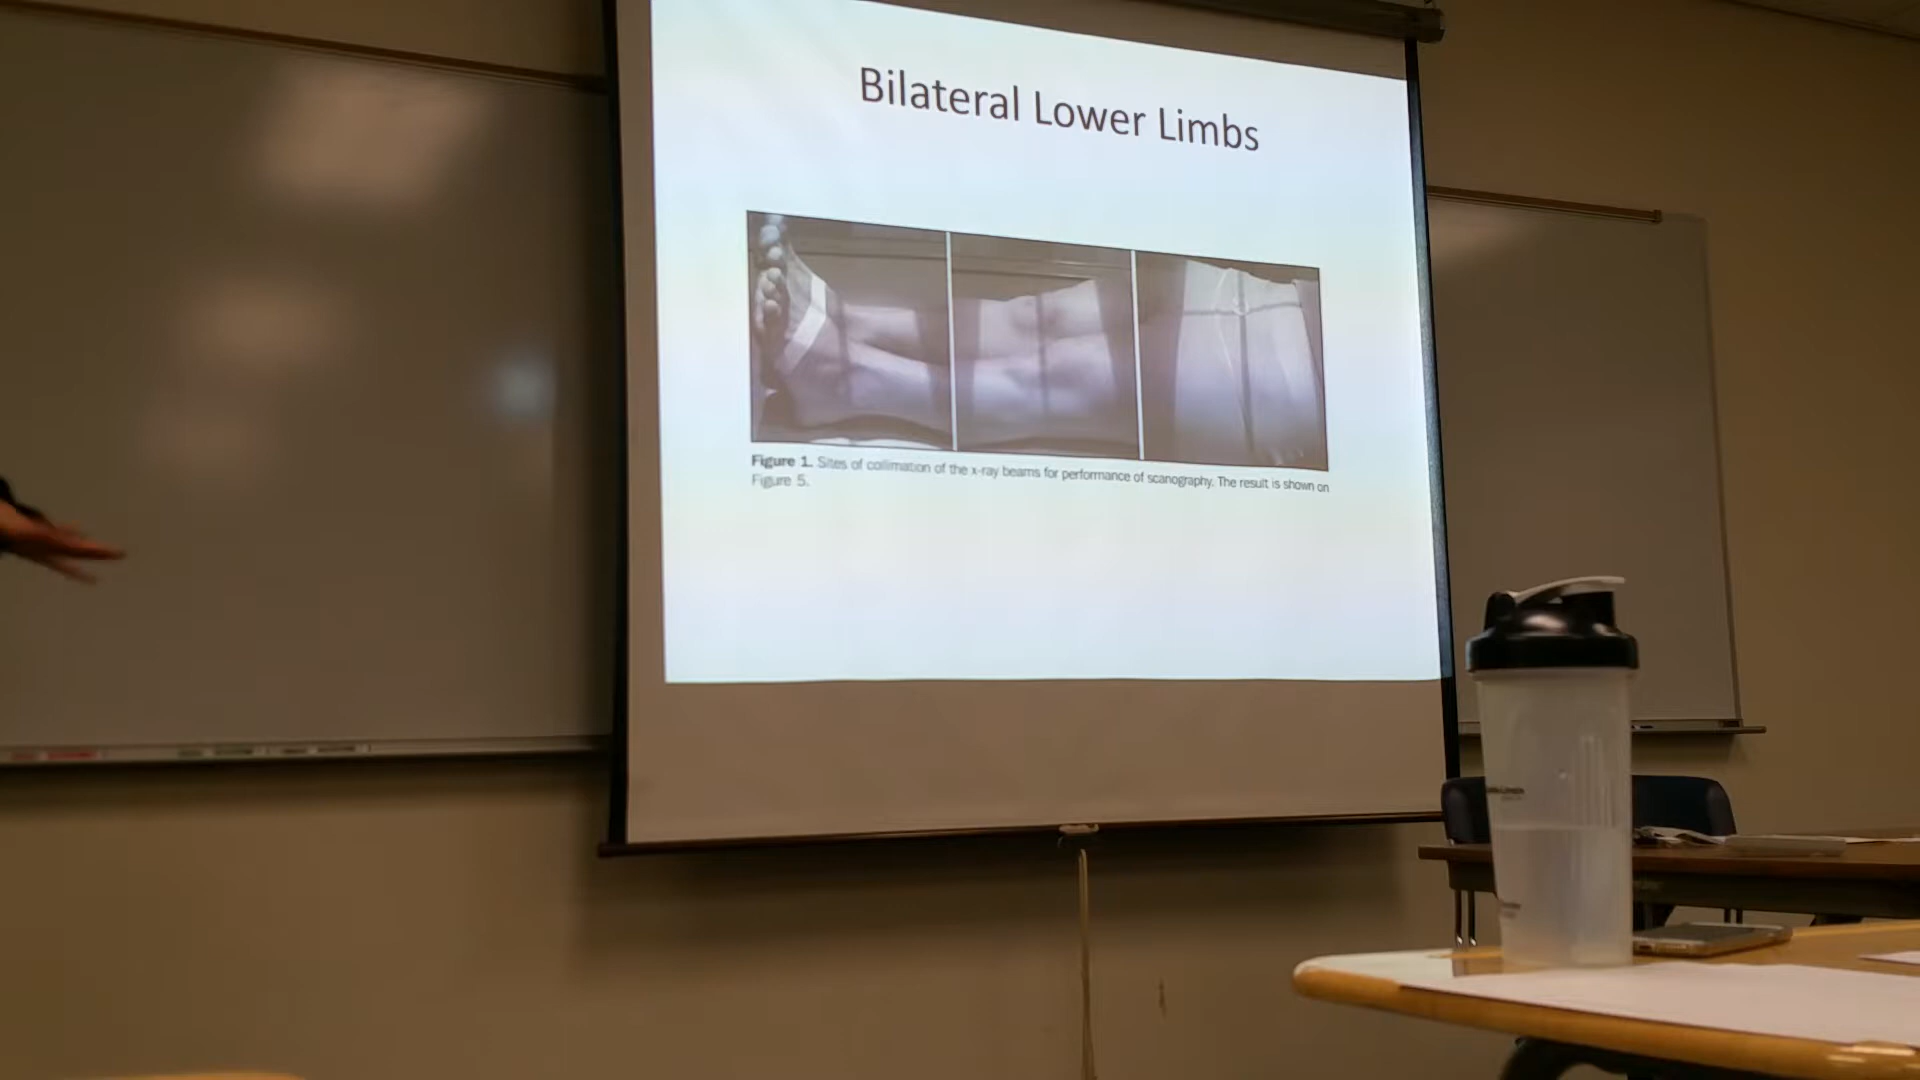 Bilateral Lower Limbs
Figure 1. Sites of collimation of the x-ray beams for performance of scanography. The result is shown on
Figure 5.